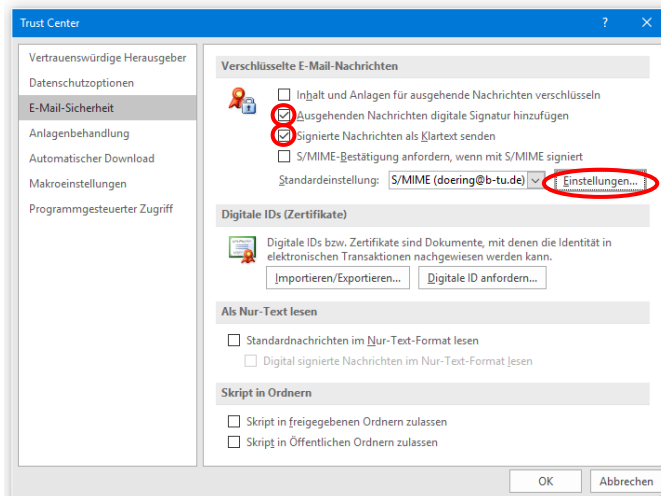 Trust Center
Vertrauenswürdige Herausgeber
Datenschutzoptionen
E-Mail-Sicherheit
Anlagenbehandlung
Automatischer Download
Makroeinstellungen
Programmgesteuerter Zugriff
Verschlüsselte E-Mail-Nachrichten
Inhalt und Anlagen für ausgehende Nachrichten verschlüsseln
Ausgehenden Nachrichten digitale Signatur hinzufügen
Signierte Nachrichten als Klartext senden
S/MIME-Bestätigung anfordern, wenn mit S/MIME signiert
Standardeinstellung: S/MIME (doering@b-tu.de) Einstellungen...
Digitale IDs (Zertifikate)
Digitale IDs bzw. Zertifikate sind Dokumente, mit denen die Identität in
elektronischen Transaktionen nachgewiesen werden kann.
Importieren/Exportieren... Digitale ID anfordern...
Als Nur-Text lesen
Standardnachrichten im Nur-Text-Format lesen
Digital signierte Nachrichten im Nur-Text-Format lesen
Skript in Ordnern
Skript in freigegebenen Ordnern zulassen
Skript in Öffentlichen Ordnern zulassen
OK Abbrechen